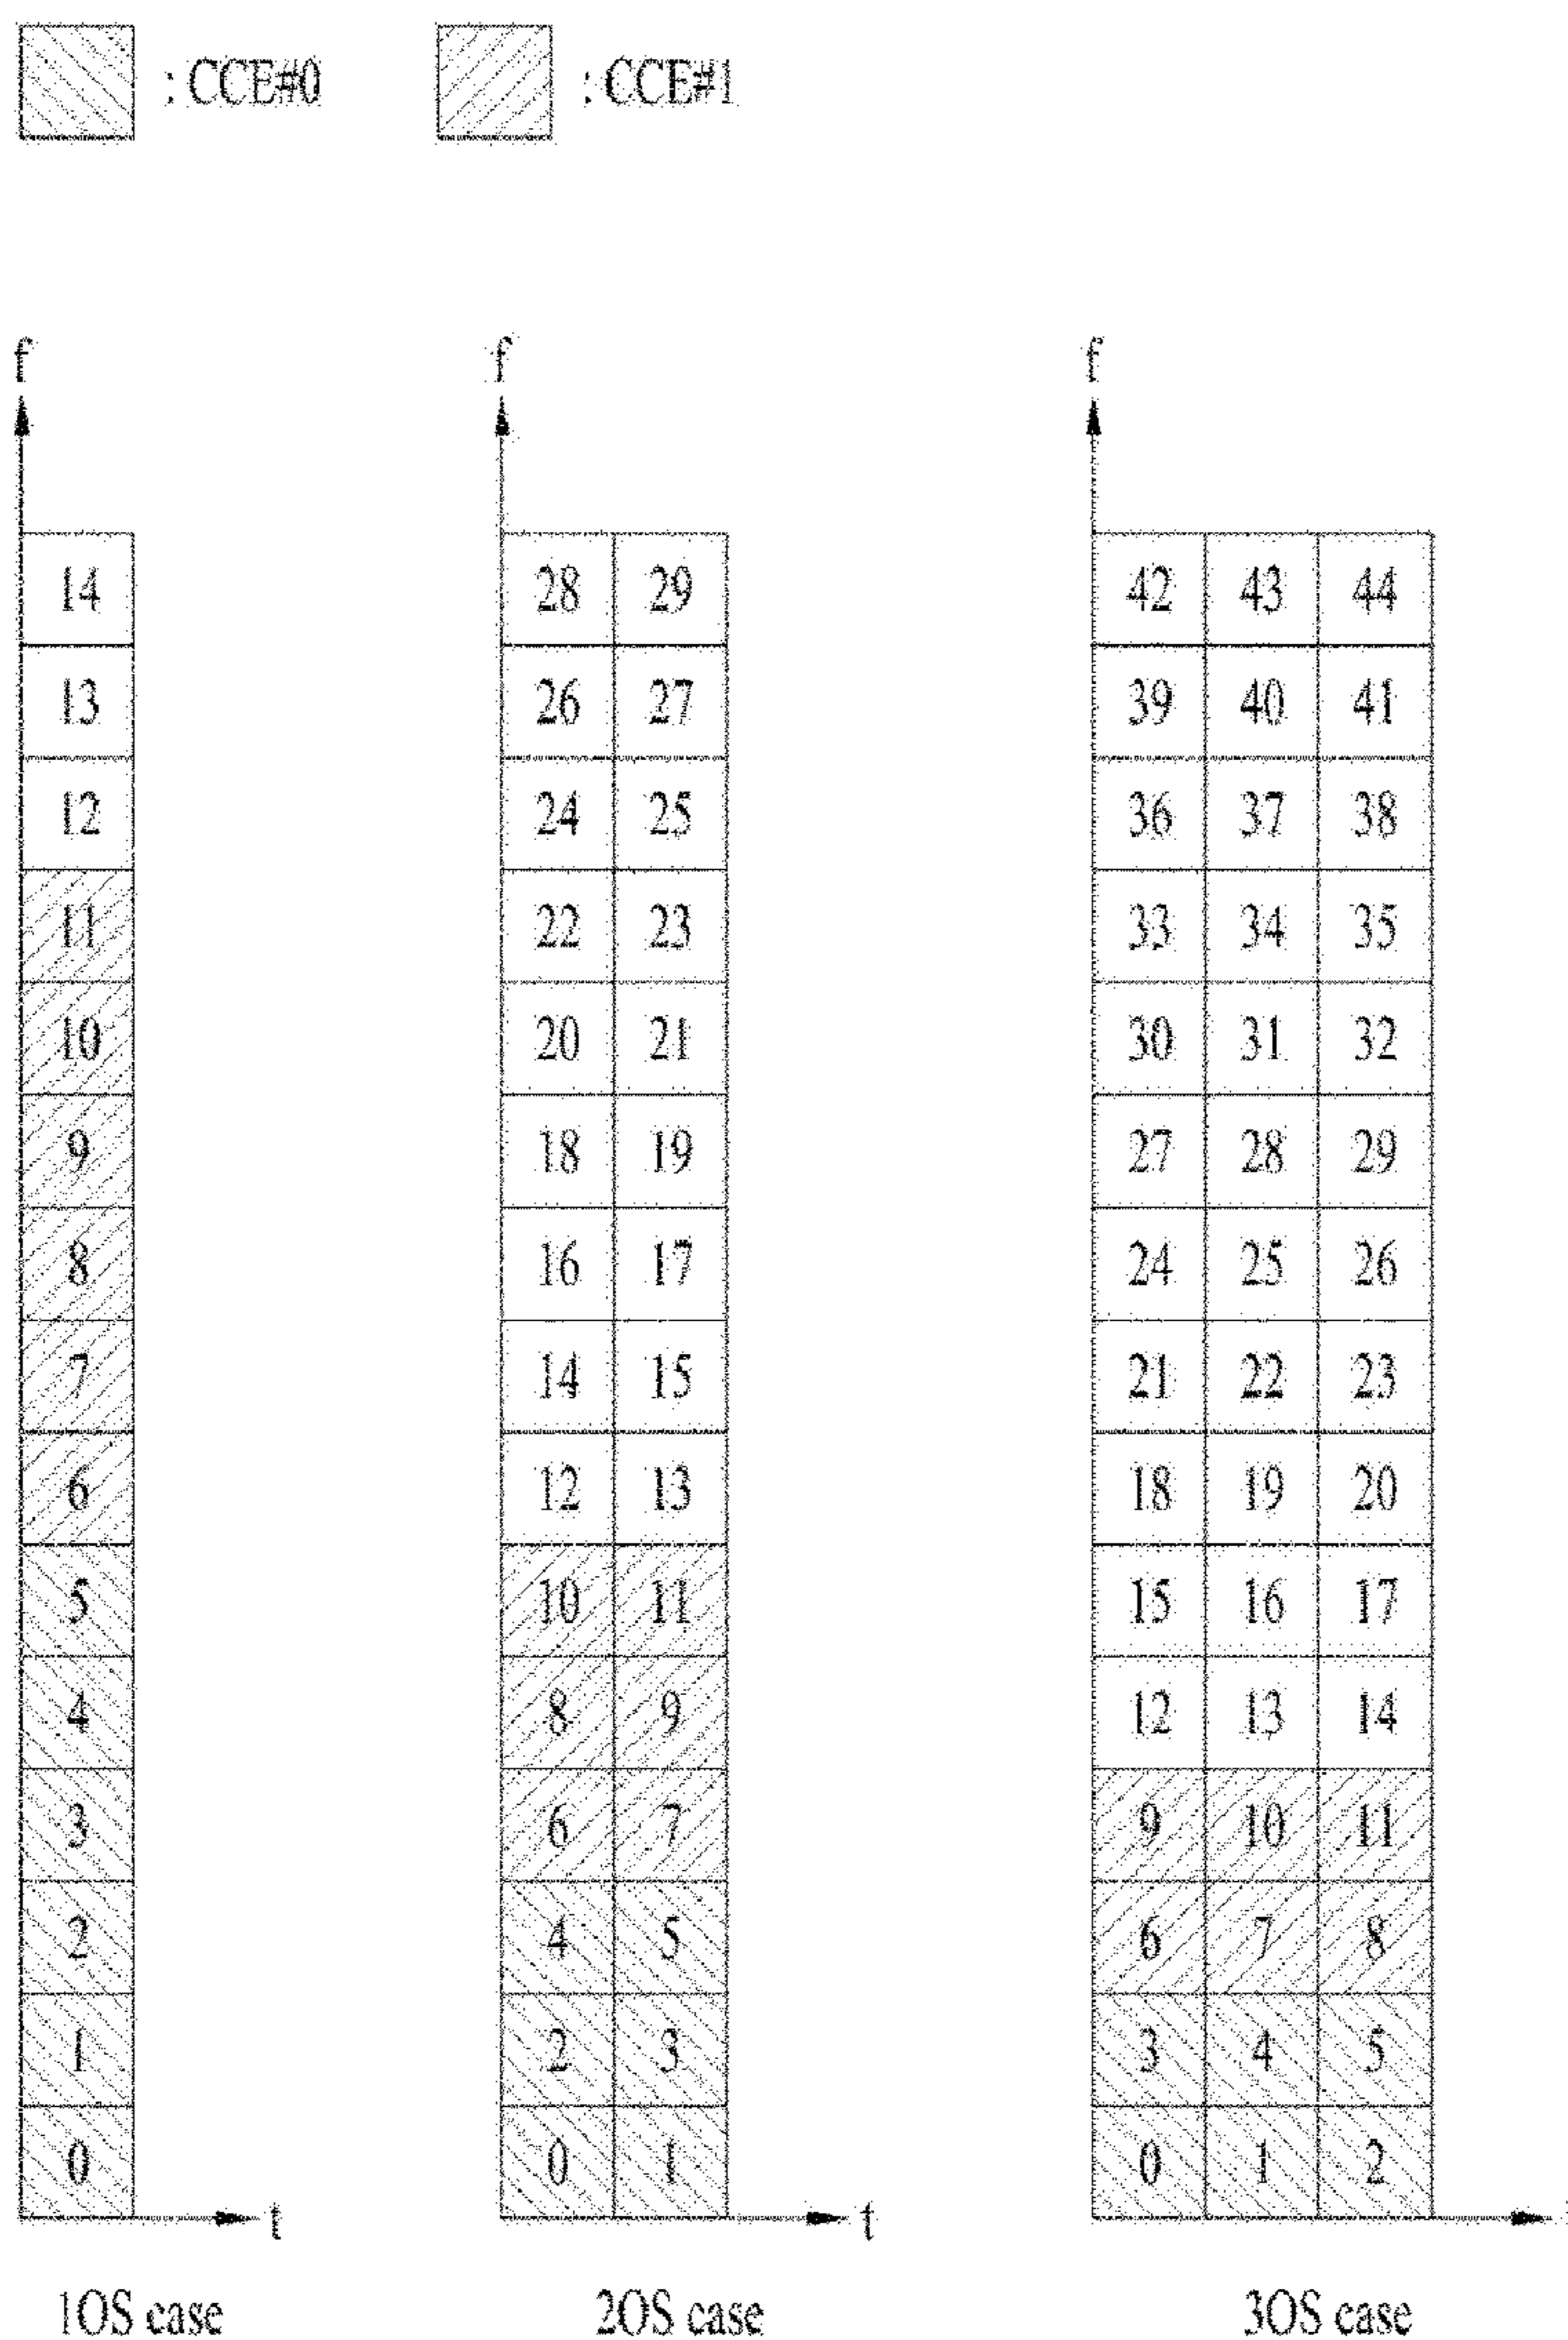 : CCE#0 : CCE#1
f f f
14 28 29 42 43 44
13 26 27 39 40 41
12 24 25 36 37 38
11 22 23 33 34 35
10 20 21 30 31 32
9 18 19 27 28 29
8 16 17 24 25 26
7 14 15 21 22 23
6 12 13 18 19 20
5 10 11 15 16 17
4 8 9 12 13 14
3 6 7 9 10 11
2 4 5 6 7 8
1 2 3 3 4 5
0 0 1 0 1 2
t t
1OS case 2OS case 3OS case